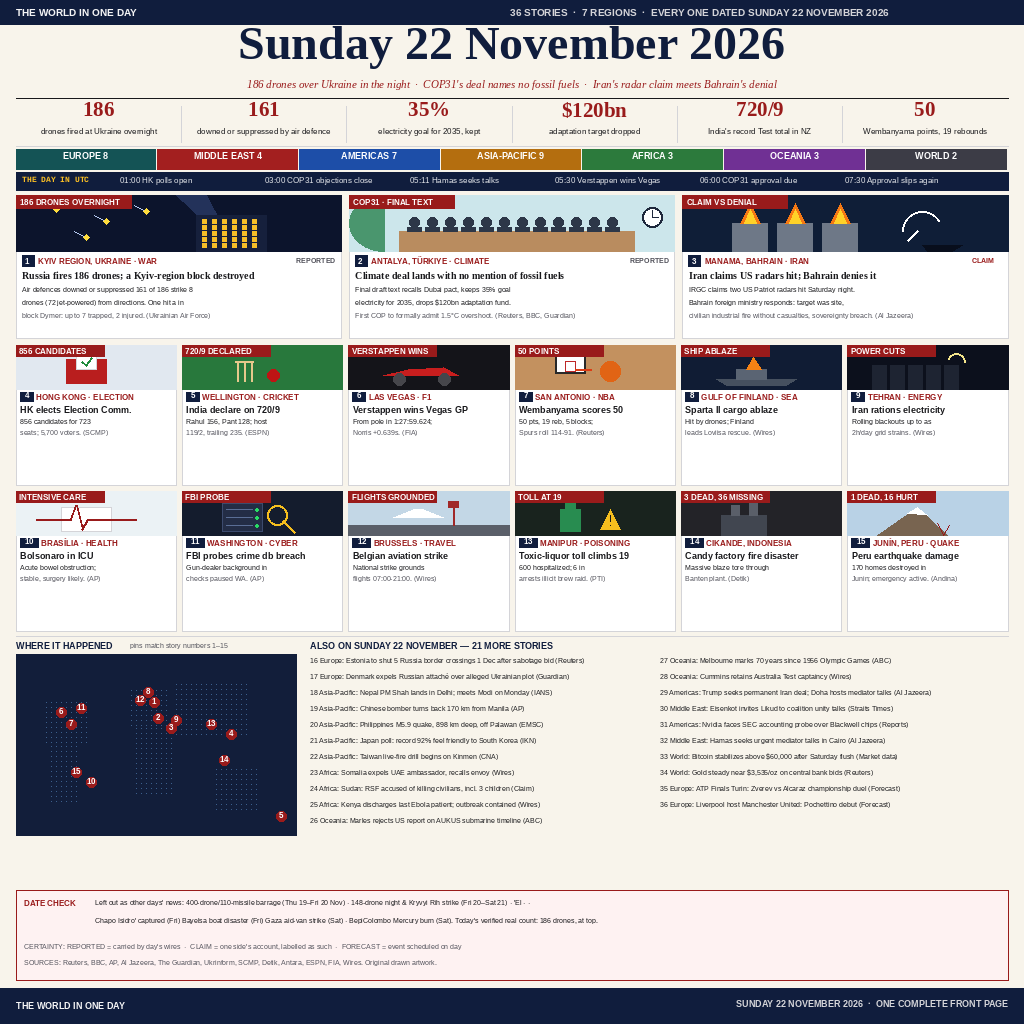 THE WORLD IN ONE DAY
36 STORIES · 7 REGIONS · EVERY ONE DATED SUNDAY 22 NOVEMBER 2026
Sunday 22 November 2026
186 drones over Ukraine in the night · COP31's deal names no fossil fuels · Iran's radar claim meets Bahrain's denial
186
drones fired at Ukraine overnight
161
downed or suppressed by air defence
35%
electricity goal for 2035, kept
$120bn
adaptation target dropped
720/9
India's record Test total in NZ
50
Wembanyama points, 19 rebounds
EUROPE 8
MIDDLE EAST 4
AMERICAS 7
ASIA-PACIFIC 9
AFRICA 3
OCEANIA 3
WORLD 2
THE DAY IN UTC
01:00 HK polls open
03:00 COP31 objections close
05:11 Hamas seeks talks
05:30 Verstappen wins Vegas
06:00 COP31 approval due
07:30 Approval slips again
186 DRONES OVERNIGHT
1 KYIV REGION, UKRAINE · WAR
REPORTED
Russia fires 186 drones; a Kyiv-region block destroyed
Air defences downed or suppressed 161 of 186 strike 8
drones (72 jet-powered) from directions. One hit a in
block Dymer: up to 7 trapped, 2 injured. (Ukrainian Air Force)
COP31 · FINAL TEXT
2 ANTALYA, TÜRKIYE · CLIMATE
REPORTED
Climate deal lands with no mention of fossil fuels
Final draft text recalls Dubai pact, keeps 35% goal
electricity for 2035, drops $120bn adaptation fund.
First COP to formally admit 1.5°C overshoot. (Reuters, BBC, Guardian)
CLAIM VS DENIAL
3 MANAMA, BAHRAIN · IRAN
CLAIM
Iran claims US radars hit; Bahrain denies it
IRGC claims two US Patriot radars hit Saturday night.
Bahrain foreign ministry responds: target was site,
civilian industrial fire without casualties, sovereignty breach. (Al Jazeera)
856 CANDIDATES
4 HONG KONG · ELECTION
HK elects Election Comm.
856 candidates for 723
seats; 5,700 voters. (SCMP)
720/9 DECLARED
5 WELLINGTON · CRICKET
India declare on 720/9
Rahul 156, Pant 128; host
119/2, trailing 235. (ESPN)
VERSTAPPEN WINS
6 LAS VEGAS · F1
Verstappen wins Vegas GP
From pole in 1:27:59.624;
Norris +0.639s. (FIA)
50 POINTS
7 SAN ANTONIO · NBA
Wembanyama scores 50
50 pts, 19 reb, 5 blocks;
Spurs roll 114-91. (Reuters)
SHIP ABLAZE
8 GULF OF FINLAND · SEA
Sparta II cargo ablaze
Hit by drones; Finland
leads Loviisa rescue. (Wires)
POWER CUTS
9 TEHRAN · ENERGY
Iran rations electricity
Rolling blackouts up to as
2h/day grid strains. (Wires)
INTENSIVE CARE
10 BRASÍLIA · HEALTH
Bolsonaro in ICU
Acute bowel obstruction;
stable, surgery likely. (AP)
FBI PROBE
11 WASHINGTON · CYBER
FBI probes crime db breach
Gun-dealer background in
checks paused WA. (AP)
FLIGHTS GROUNDED
12 BRUSSELS · TRAVEL
Belgian aviation strike
National strike grounds
flights 07:00-21:00. (Wires)
TOLL AT 19
13 MANIPUR · POISONING
Toxic-liquor toll climbs 19
600 hospitalized; 6 in
arrests illicit brew raid. (PTI)
3 DEAD, 36 MISSING
14 CIKANDE, INDONESIA
Candy factory fire disaster
Massive blaze tore through
Banten plant. (Detik)
1 DEAD, 16 HURT
15 JUNÍN, PERU · QUAKE
Peru earthquake damage
170 homes destroyed in
Junin; emergency active. (Andina)
WHERE IT HAPPENED
pins match story numbers 1–15
8
12
1
6
11
7
2
9
3
13
4
14
15
10
5
ALSO ON SUNDAY 22 NOVEMBER — 21 MORE STORIES
16 Europe: Estonia to shut 5 Russia border crossings 1 Dec after sabotage bid (Reuters)
17 Europe: Denmark expels Russian attaché over alleged Ukrainian plot (Guardian)
18 Asia-Pacific: Nepal PM Shah lands in Delhi; meets Modi on Monday (IANS)
19 Asia-Pacific: Chinese bomber turns back 170 km from Manila (AP)
20 Asia-Pacific: Philippines M5.9 quake, 898 km deep, off Palawan (EMSC)
21 Asia-Pacific: Japan poll: record 92% feel friendly to South Korea (IKN)
22 Asia-Pacific: Taiwan live-fire drill begins on Kinmen (CNA)
23 Africa: Somalia expels UAE ambassador, recalls envoy (Wires)
24 Africa: Sudan: RSF accused of killing civilians, incl. 3 children (Claim)
25 Africa: Kenya discharges last Ebola patient; outbreak contained (Wires)
26 Oceania: Marles rejects US report on AUKUS submarine timeline (ABC)
27 Oceania: Melbourne marks 70 years since 1956 Olympic Games (ABC)
28 Oceania: Cummins retains Australia Test captaincy (Wires)
29 Americas: Trump seeks permanent Iran deal; Doha hosts mediator talks (Al Jazeera)
30 Middle East: Eisenkot invites Likud to coalition unity talks (Straits Times)
31 Americas: Nvidia faces SEC accounting probe over Blackwell chips (Reports)
32 Middle East: Hamas seeks urgent mediator talks in Cairo (Al Jazeera)
33 World: Bitcoin stabilizes above $60,000 after Saturday flush (Market data)
34 World: Gold steady near $3,535/oz on central bank bids (Reuters)
35 Europe: ATP Finals Turin: Zverev vs Alcaraz championship duel (Forecast)
36 Europe: Liverpool host Manchester United: Pochettino debut (Forecast)
DATE CHECK
Left out as other days' news: 400-drone/110-missile barrage (Thu 19–Fri 20 Nov) · 148-drone night & Kryvyi Rih strike (Fri 20–Sat 21) · 'El · ·
Chapo Isidro' captured (Fri) Bayelsa boat disaster (Fri) Gaza aid-van strike (Sat) · BepiColombo Mercury burn (Sat). Today's verified real count: 186 drones, at top.
CERTAINTY: REPORTED = carried by day's wires · CLAIM = one side's account, labelled as such · FORECAST = event scheduled on day
SOURCES: Reuters, BBC, AP, Al Jazeera, The Guardian, Ukrinform, SCMP, Detik, Antara, ESPN, FIA, Wires. Original drawn artwork.
THE WORLD IN ONE DAY
SUNDAY 22 NOVEMBER 2026 · ONE COMPLETE FRONT PAGE